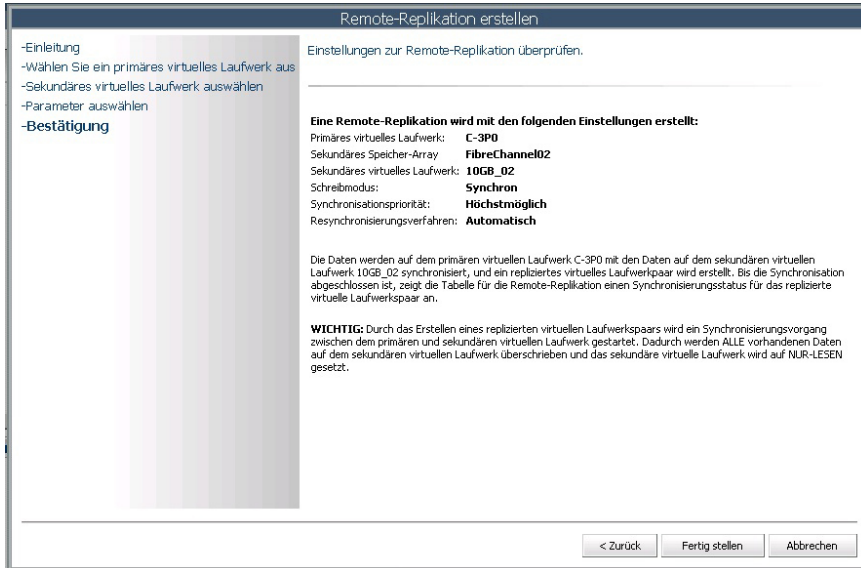 Remote-Replikation erstellen
-Einleitung
-Wählen Sie ein primäres virtuelles Laufwerk aus
-Sekundäres virtuelles Laufwerk auswählen
-Parameter auswählen
-Bestätigung
Einstellungen zur Remote-Replikation überprüfen.
Eine Remote-Replikation wird mit den folgenden Einstellungen erstellt:
Primäres virtuelles Laufwerk: C-3P0
Sekundäres Speicher-Array FibreChannel02
Sekundäres virtuelles Laufwerk: 10GB_02
Schreibmodus: Synchron
Synchronisationspriorität: Höchstmöglich
Resynchronisierungsverfahren: Automatisch
Die Daten werden auf dem primären virtuellen Laufwerk C-3P0 mit den Daten auf dem sekundären virtuellen
Laufwerk 10GB_02 synchronisiert, und ein repliziertes virtuelles Laufwerkpaar wird erstellt. Bis die Synchronisation
abgeschlossen ist, zeigt die Tabelle für die Remote-Replikation einen Synchronisierungsstatus für das replizierte
virtuelle Laufwerkspaar an.
WICHTIG: Durch das Erstellen eines replizierten virtuellen Laufwerkspaars wird ein Synchronisierungsvorgang
zwischen dem primären und sekundären virtuellen Laufwerk gestartet. Dadurch werden ALLE vorhandenen Daten
auf dem sekundären virtuellen Laufwerk überschrieben und das sekundäre virtuelle Laufwerk wird auf NUR-LESEN
gesetzt.
< Zurück
Fertig stellen
Abbrechen